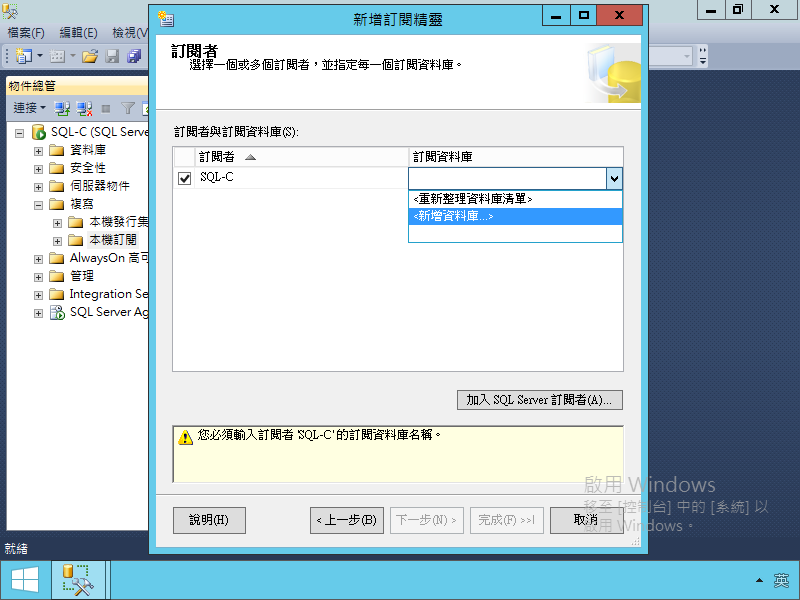 新增訂閱精靈
檔案(F) 編輯(E) 檢視(V
物件總管
連接
SQL-C (SQL Serve
資料庫
安全性
伺服器物件
複寫
本機發行集
本機訂閱
AlwaysOn 高可
管理
Integration Se
SQL Server Ag
訂閱者
選擇一個或多個訂閱者，並指定每一個訂閱資料庫。
訂閱者與訂閱資料庫(S):
訂閱者 訂閱資料庫
SQL-C
<重新整理資料庫清單>
<新增資料庫...>
加入 SQL Server 訂閱者(A)...
您必須輸入訂閱者 'SQL-C' 的訂閱資料庫名稱。
說明(H) < 上一步(B) 下一步(N) > 完成(F) >>| 取消
啟用 Windows
移至 [控制台] 中的 [系統] 以
啟用 Windows。
就緒
英